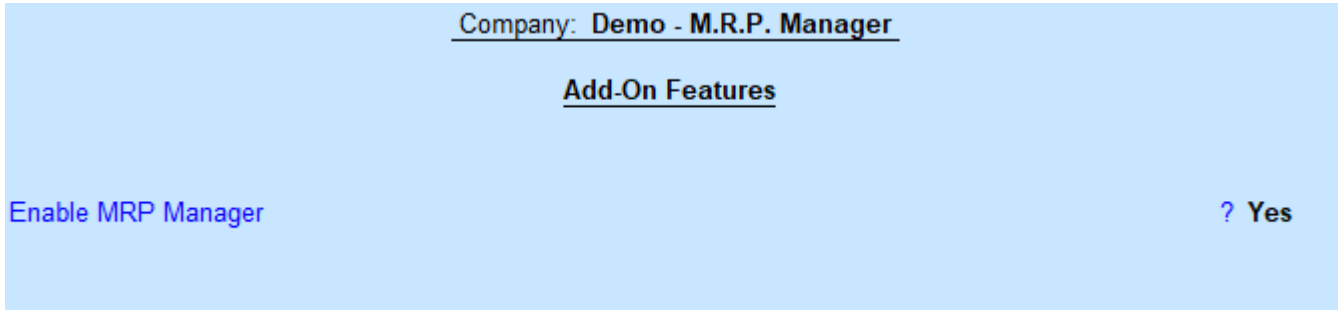 Company: Demo - M.R.P. Manager
Add-On Features
Enable MRP Manager ? Yes